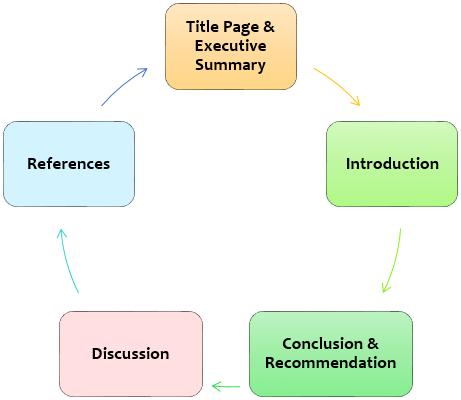 Title Page &
Executive
Summary
Introduction
Conclusion &
Recommendation
Discussion
References